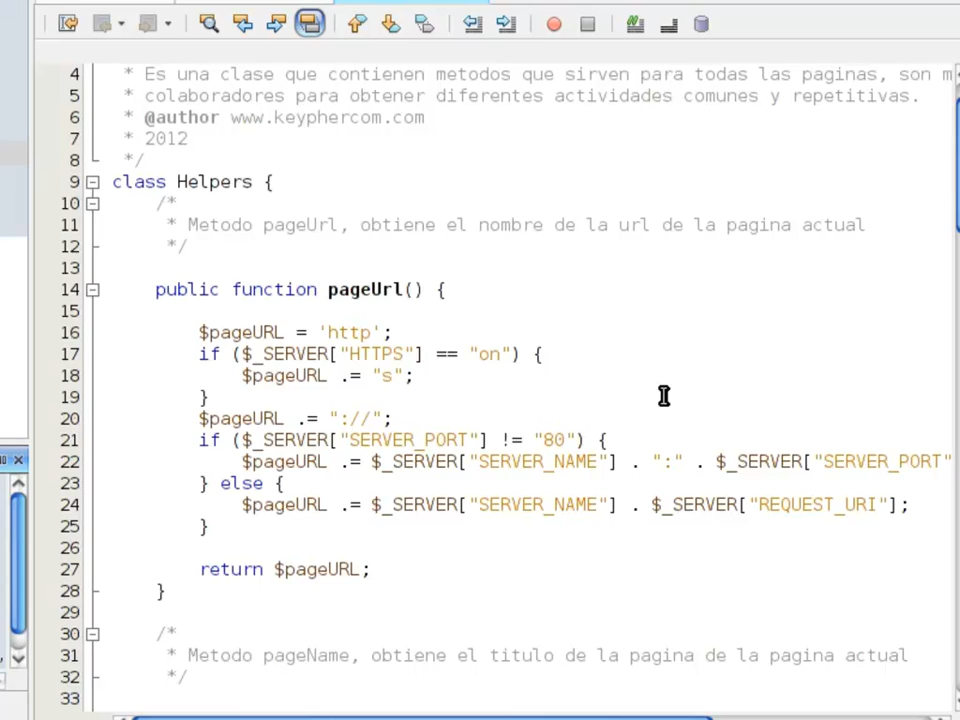 4 * Es una clase que contienen metodos que sirven para todas las paginas, son m
5 * colaboradores para obtener diferentes actividades comunes y repetitivas.
6 * @author www.keyphercom.com
7 * 2012
8 */
9 class Helpers {
10 /*
11 * Metodo pageUrl, obtiene el nombre de la url de la pagina actual
12 */
13
14 public function pageUrl() {
15
16 $pageURL = 'http';
17 if ($_SERVER["HTTPS"] == "on") {
18 $pageURL .= "s";
19 }
20 $pageURL .= "://";
21 if ($_SERVER["SERVER_PORT"] != "80") {
22 $pageURL .= $_SERVER["SERVER_NAME"] . ":" . $_SERVER["SERVER_PORT"
23 } else {
24 $pageURL .= $_SERVER["SERVER_NAME"] . $_SERVER["REQUEST_URI"];
25 }
26
27 return $pageURL;
28 }
29
30 /*
31 * Metodo pageName, obtiene el titulo de la pagina de la pagina actual
32 */
33